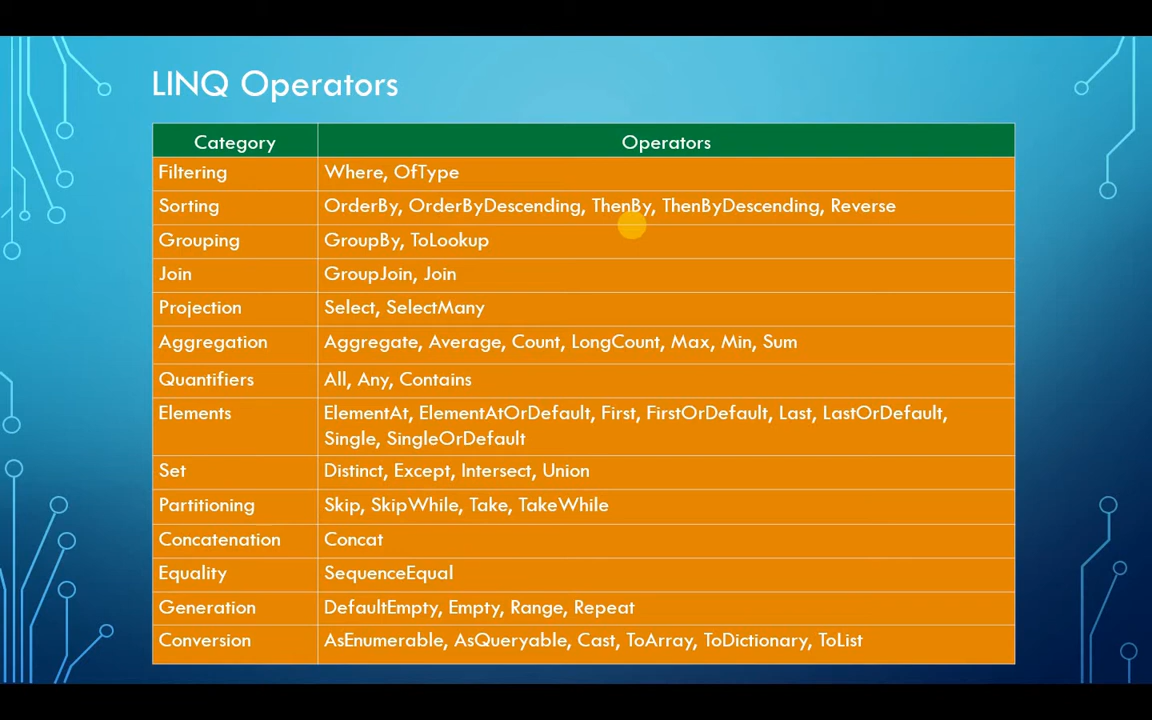 LINQ Operators
Category Operators
Filtering Where, OfType
Sorting OrderBy, OrderByDescending, ThenBy, ThenByDescending, Reverse
Grouping GroupBy, ToLookup
Join GroupJoin, Join
Projection Select, SelectMany
Aggregation Aggregate, Average, Count, LongCount, Max, Min, Sum
Quantifiers All, Any, Contains
Elements ElementAt, ElementAtOrDefault, First, FirstOrDefault, Last, LastOrDefault,
Single, SingleOrDefault
Set Distinct, Except, Intersect, Union
Partitioning Skip, SkipWhile, Take, TakeWhile
Concatenation Concat
Equality SequenceEqual
Generation DefaultEmpty, Empty, Range, Repeat
Conversion AsEnumerable, AsQueryable, Cast, ToArray, ToDictionary, ToList